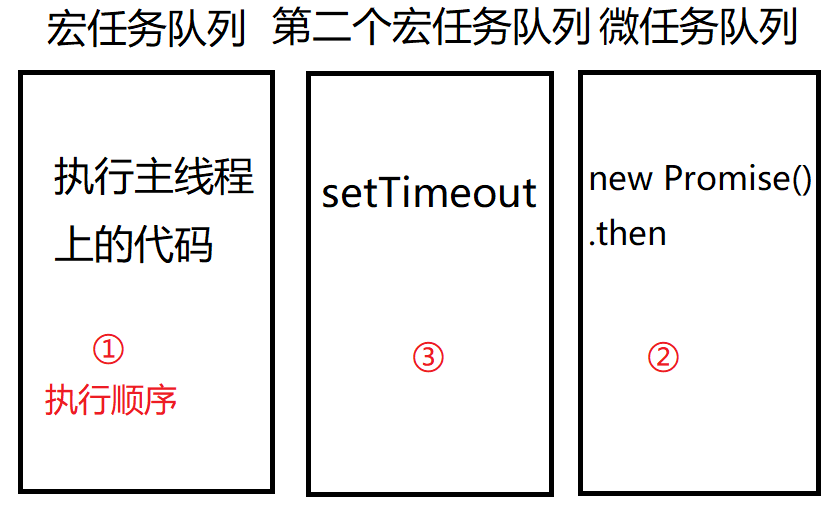 宏任务队列
第二个宏任务队列
微任务队列
执行主线程
上的代码
①
执行顺序
setTimeout
③
new Promise()
.then
②